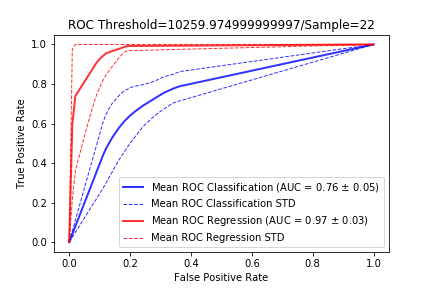 ROC Threshold=10259.974999999997/Sample=22
True Positive Rate
1.0
0.8
0.6
0.4
0.2
0.0
Mean ROC Classification (AUC = 0.76 ± 0.05)
Mean ROC Classification STD
Mean ROC Regression (AUC = 0.97 ± 0.03)
Mean ROC Regression STD
0.0 0.2 0.4 0.6 0.8 1.0
False Positive Rate